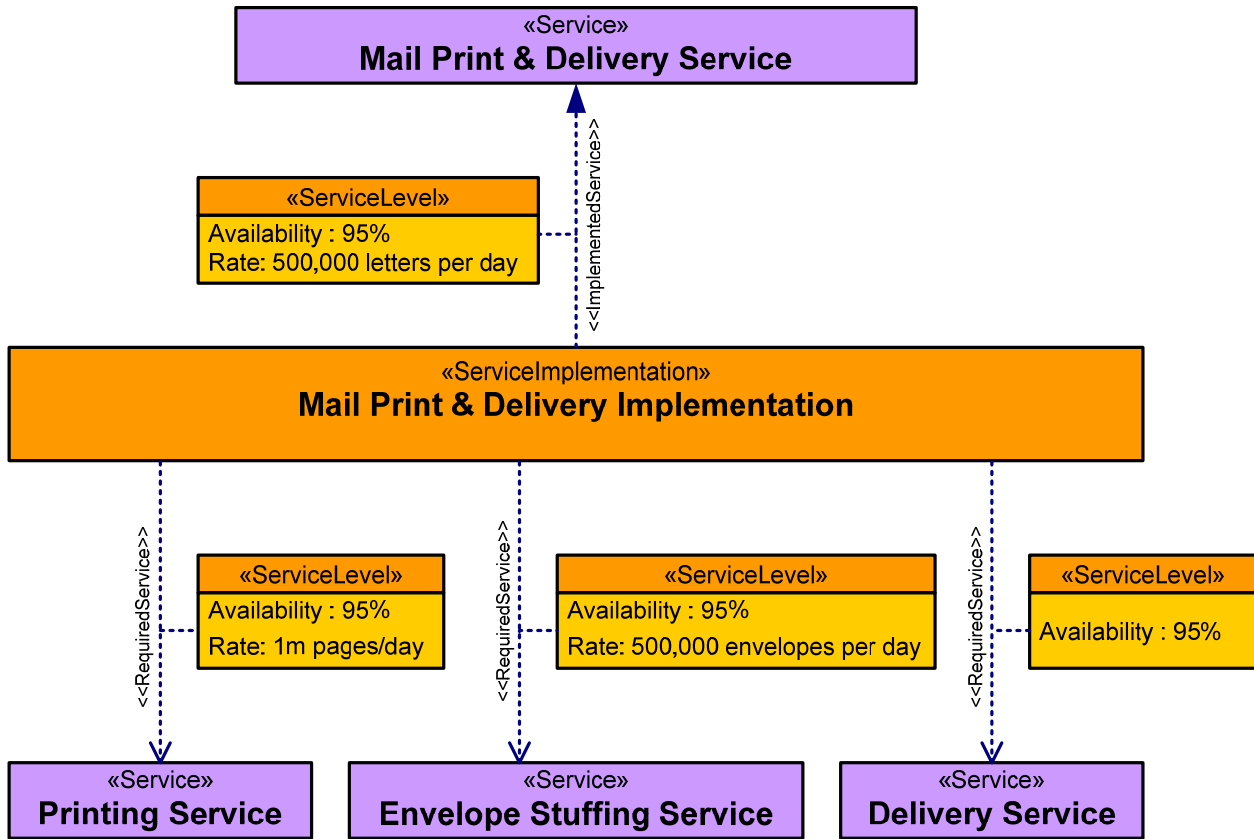 «Service»
Mail Print & Delivery Service
<<ImplementedService>>
«ServiceLevel»
Availability : 95%
Rate: 500,000 letters per day
«ServiceImplementation»
Mail Print & Delivery Implementation
<<RequiredService>>
«ServiceLevel»
Availability : 95%
Rate: 1m pages/day
<<RequiredService>>
«ServiceLevel»
Availability : 95%
Rate: 500,000 envelopes per day
<<RequiredService>>
«ServiceLevel»
Availability : 95%
«Service»
Printing Service
«Service»
Envelope Stuffing Service
«Service»
Delivery Service